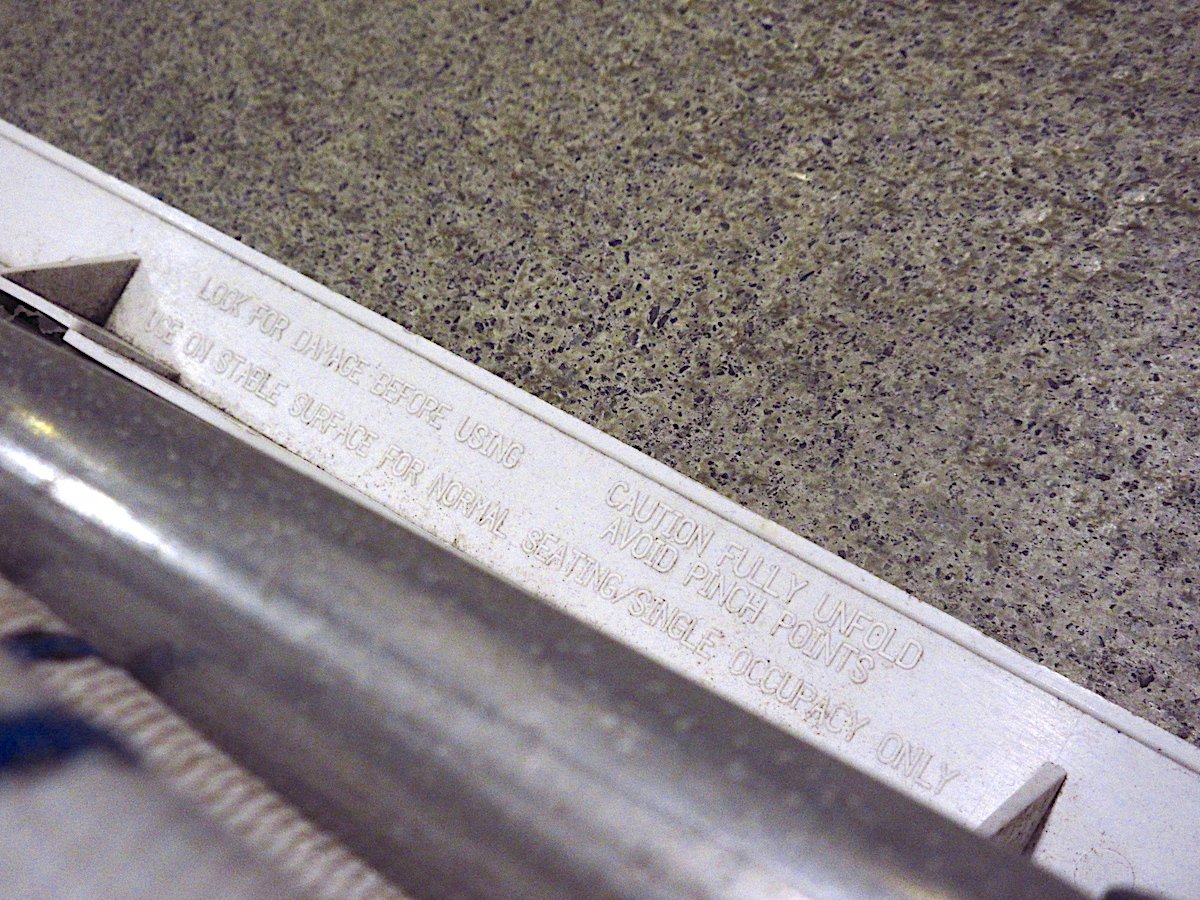 LOOK FOR DAMAGE BEFORE USING
CAUTION FULLY UNFOLD
AVOID PINCH POINTS
USE ON STABLE SURFACE FOR NORMAL SEATING/SINGLE OCCUPACY ONLY